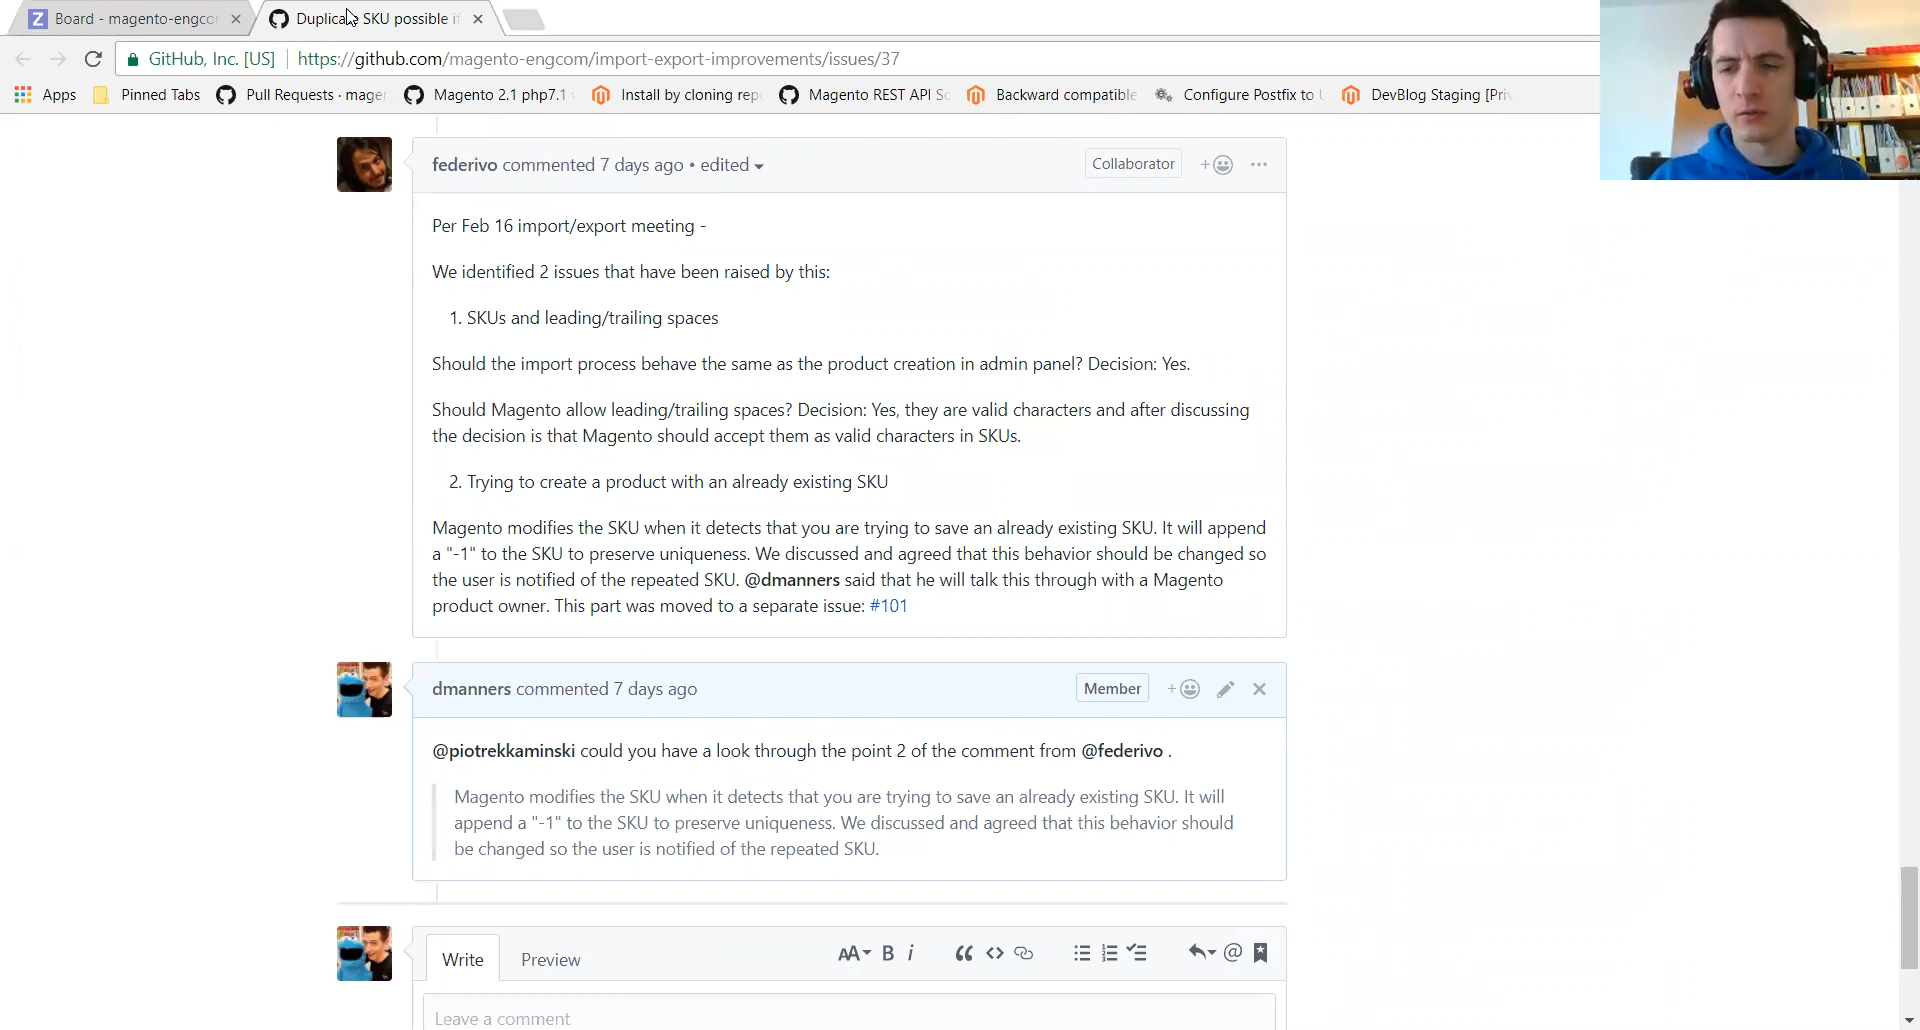 Board - magento-engcor
Duplicate SKU possible if
GitHub, Inc. [US]
https://github.com/magento-engcom/import-export-improvements/issues/37
Apps
Pinned Tabs
Pull Requests · mage
Magento 2.1 php7.1
Install by cloning rep
Magento REST API Sc
Backward compatible
Configure Postfix to
DevBlog Staging [Priv
federivo commented 7 days ago • edited
Collaborator
Per Feb 16 import/export meeting -
We identified 2 issues that have been raised by this:
1. SKUs and leading/trailing spaces
Should the import process behave the same as the product creation in admin panel? Decision: Yes.
Should Magento allow leading/trailing spaces? Decision: Yes, they are valid characters and after discussing
the decision is that Magento should accept them as valid characters in SKUs.
2. Trying to create a product with an already existing SKU
Magento modifies the SKU when it detects that you are trying to save an already existing SKU. It will append
a "-1" to the SKU to preserve uniqueness. We discussed and agreed that this behavior should be changed so
the user is notified of the repeated SKU. @dmanners said that he will talk this through with a Magento
product owner. This part was moved to a separate issue: #101
dmanners commented 7 days ago
Member
@piotrekkaminski could you have a look through the point 2 of the comment from @federivo .
Magento modifies the SKU when it detects that you are trying to save an already existing SKU. It will
append a "-1" to the SKU to preserve uniqueness. We discussed and agreed that this behavior should
be changed so the user is notified of the repeated SKU.
Write
Preview
AA
B
i
Leave a comment